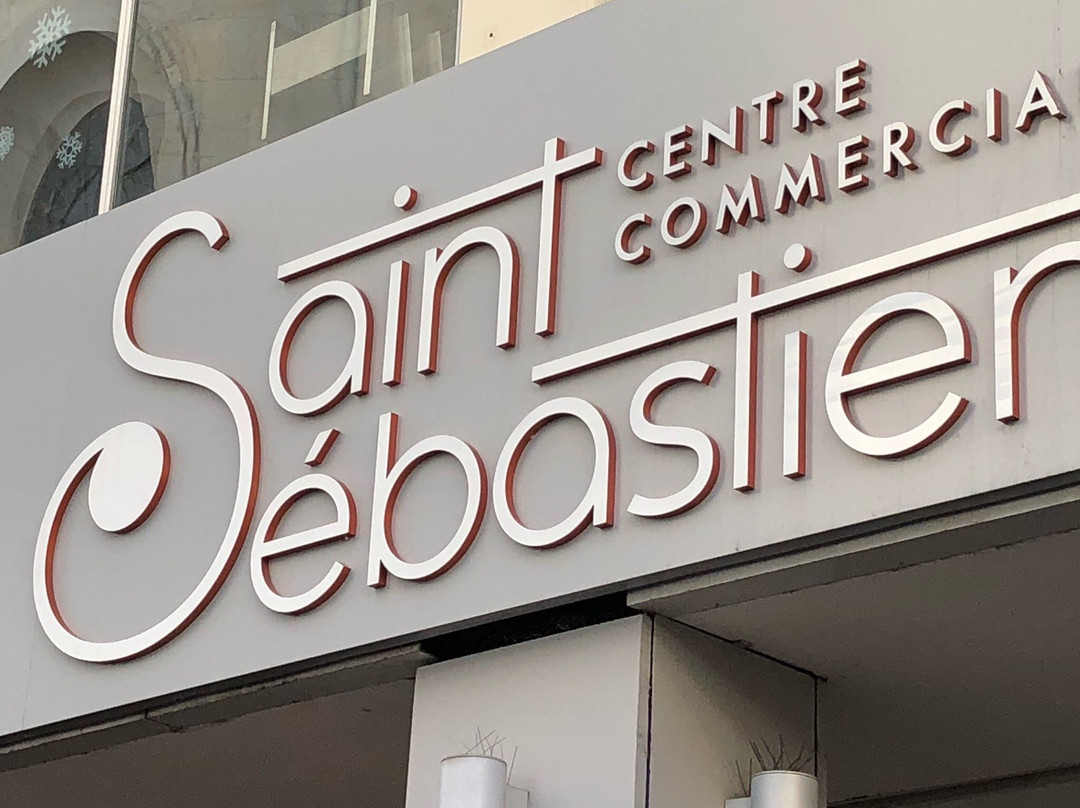 Saint
CENTRE
COMMERCIAL
Sébastien